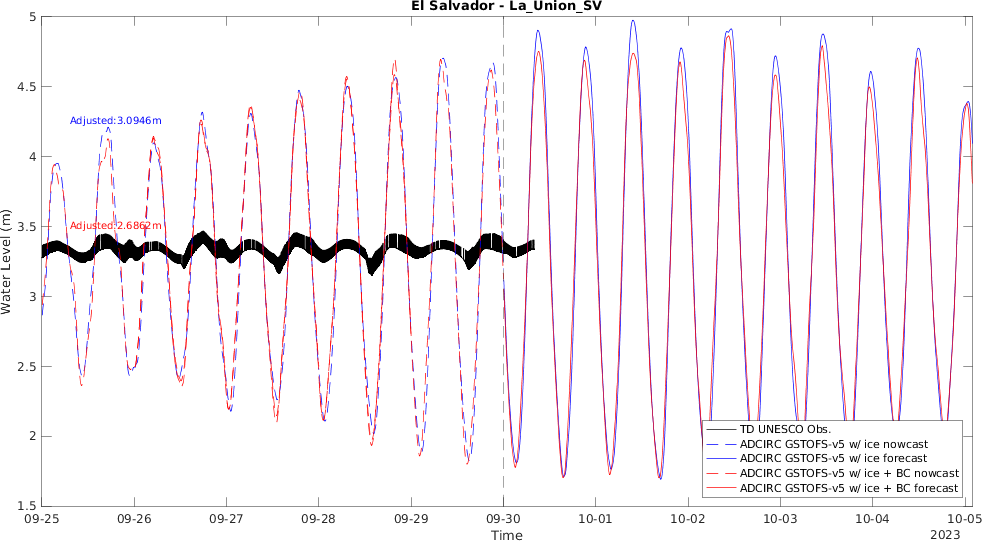 El Salvador - La_Union_SV
Water Level (m)
5
4.5
4
3.5
3
2.5
2
1.5
Adjusted:3.0946m
Adjusted:2.6862m
TD UNESCO Obs.
ADCIRC GSTOFS-v5 w/ ice nowcast
ADCIRC GSTOFS-v5 w/ ice forecast
ADCIRC GSTOFS-v5 w/ ice + BC nowcast
ADCIRC GSTOFS-v5 w/ ice + BC forecast
09-25 09-26 09-27 09-28 09-29 09-30 10-01 10-02 10-03 10-04 10-05
Time
2023